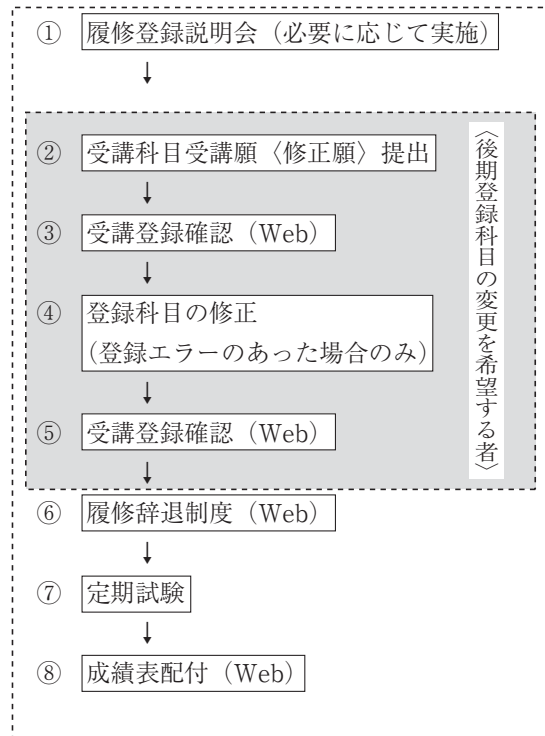 ① 履修登録説明会（必要に応じて実施）
↓
② 受講科目受講願〈修正願〉提出
↓
③ 受講登録確認（Web）
↓
④ 登録科目の修正
（登録エラーのあった場合のみ）
↓
⑤ 受講登録確認（Web）
↓
〈後期登録科目の変更を希望する者〉
⑥ 履修辞退制度（Web）
↓
⑦ 定期試験
↓
⑧ 成績表配付（Web）